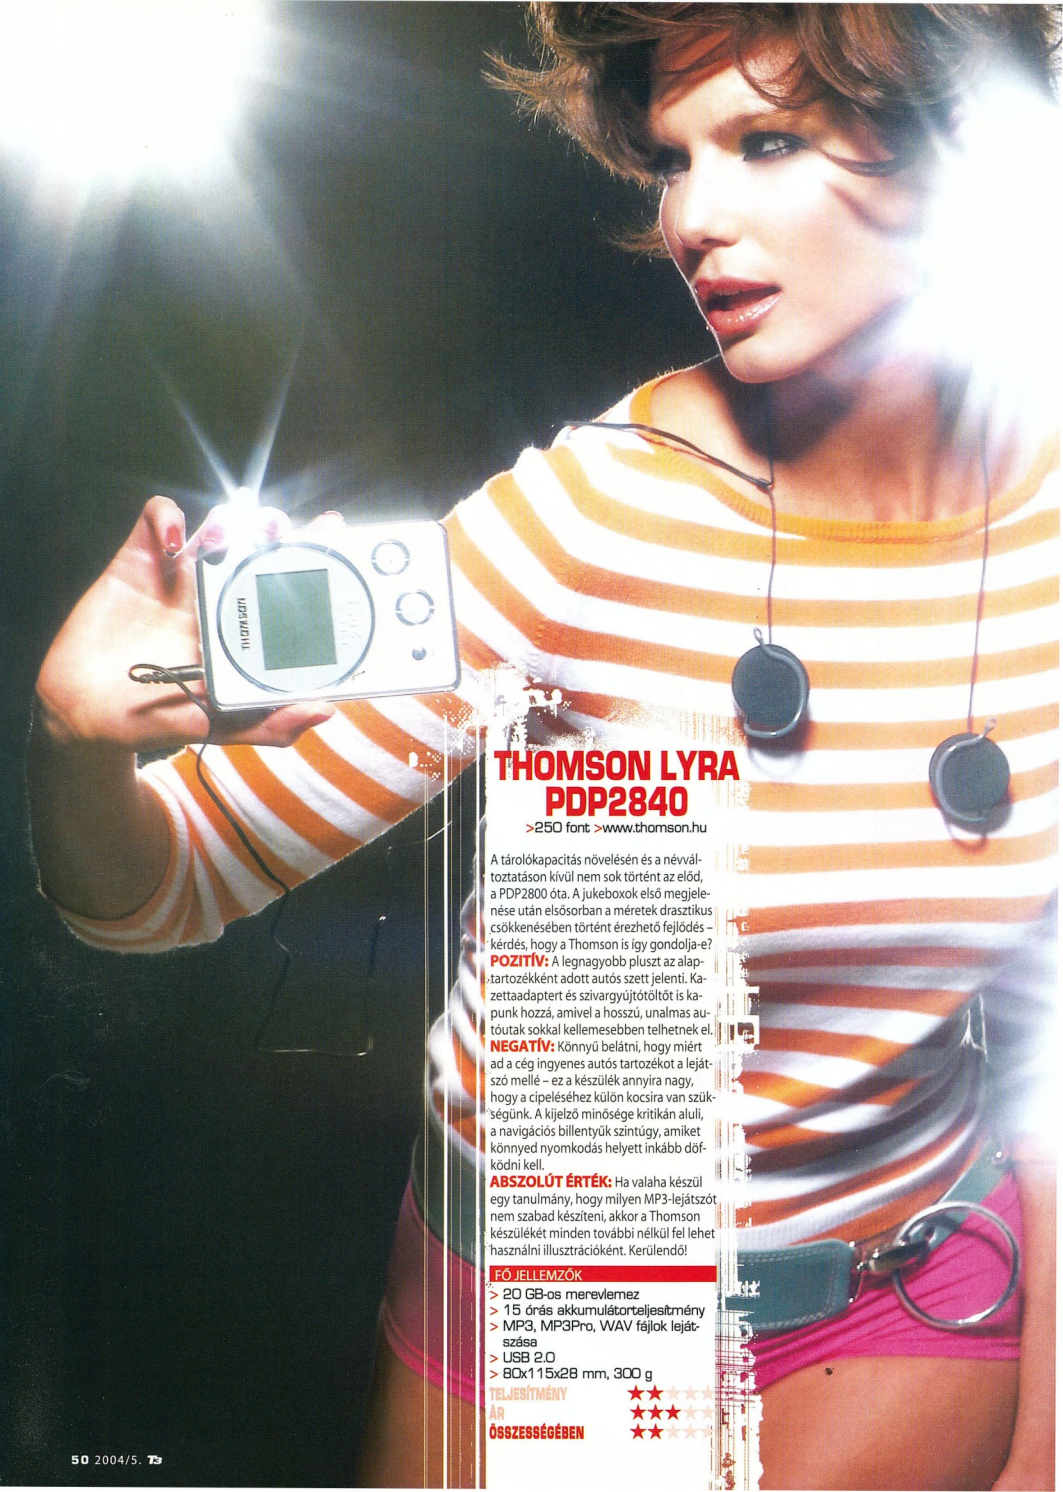 THOMSON
THOMSON LYRA
PDP2840
>250 font >www.thomson.hu
A tárolókapacitás növelésén és a névvál-
toztatáson kívül nem sok történt az előd,
a PDP2800 óta. A jukeboxok első megjele-
nése után elsősorban a méretek drasztikus
csökkenésében történt érezhető fejlődés –
kérdés, hogy a Thomson is így gondolja-e?
POZITÍV: A legnagyobb pluszt az alap-
tartozékként adott autós szett jelenti. Ka-
zettaadaptert és szivargyújtótöltőt is ka-
punk hozzá, amivel a hosszú, unalmas au-
tóutak sokkal kellemesebben telhetnek el.
NEGATÍV: Könnyű belátni, hogy miért
ad a cég ingyenes autós tartozékot a leját-
szó mellé – ez a készülék annyira nagy,
hogy a cipeléséhez külön kocsira van szük-
ségünk. A kijelző minősége kritikán aluli,
a navigációs billentyűk szintúgy, amiket
könnyed nyomkodás helyett inkább döf-
ködni kell.
ABSZOLÚT ÉRTÉK: Ha valaha készül
egy tanulmány, hogy milyen MP3-lejátszót
nem szabad készíteni, akkor a Thomson
készülékét minden további nélkül fel lehet
használni illusztrációként. Kerülendő!
FŐ JELLEMZŐK
> 20 GB-os merevlemez
> 15 órás akkumulátorteljesítmény
> MP3, MP3Pro, WAV fájlok leját-
szása
> USB 2.0
> 80x115x28 mm, 300 g
TELJESÍTMÉNY ★★★★★
ÁR ★★★★★
ÖSSZESSÉGÉBEN ★★★★★
50 2004/5. T3